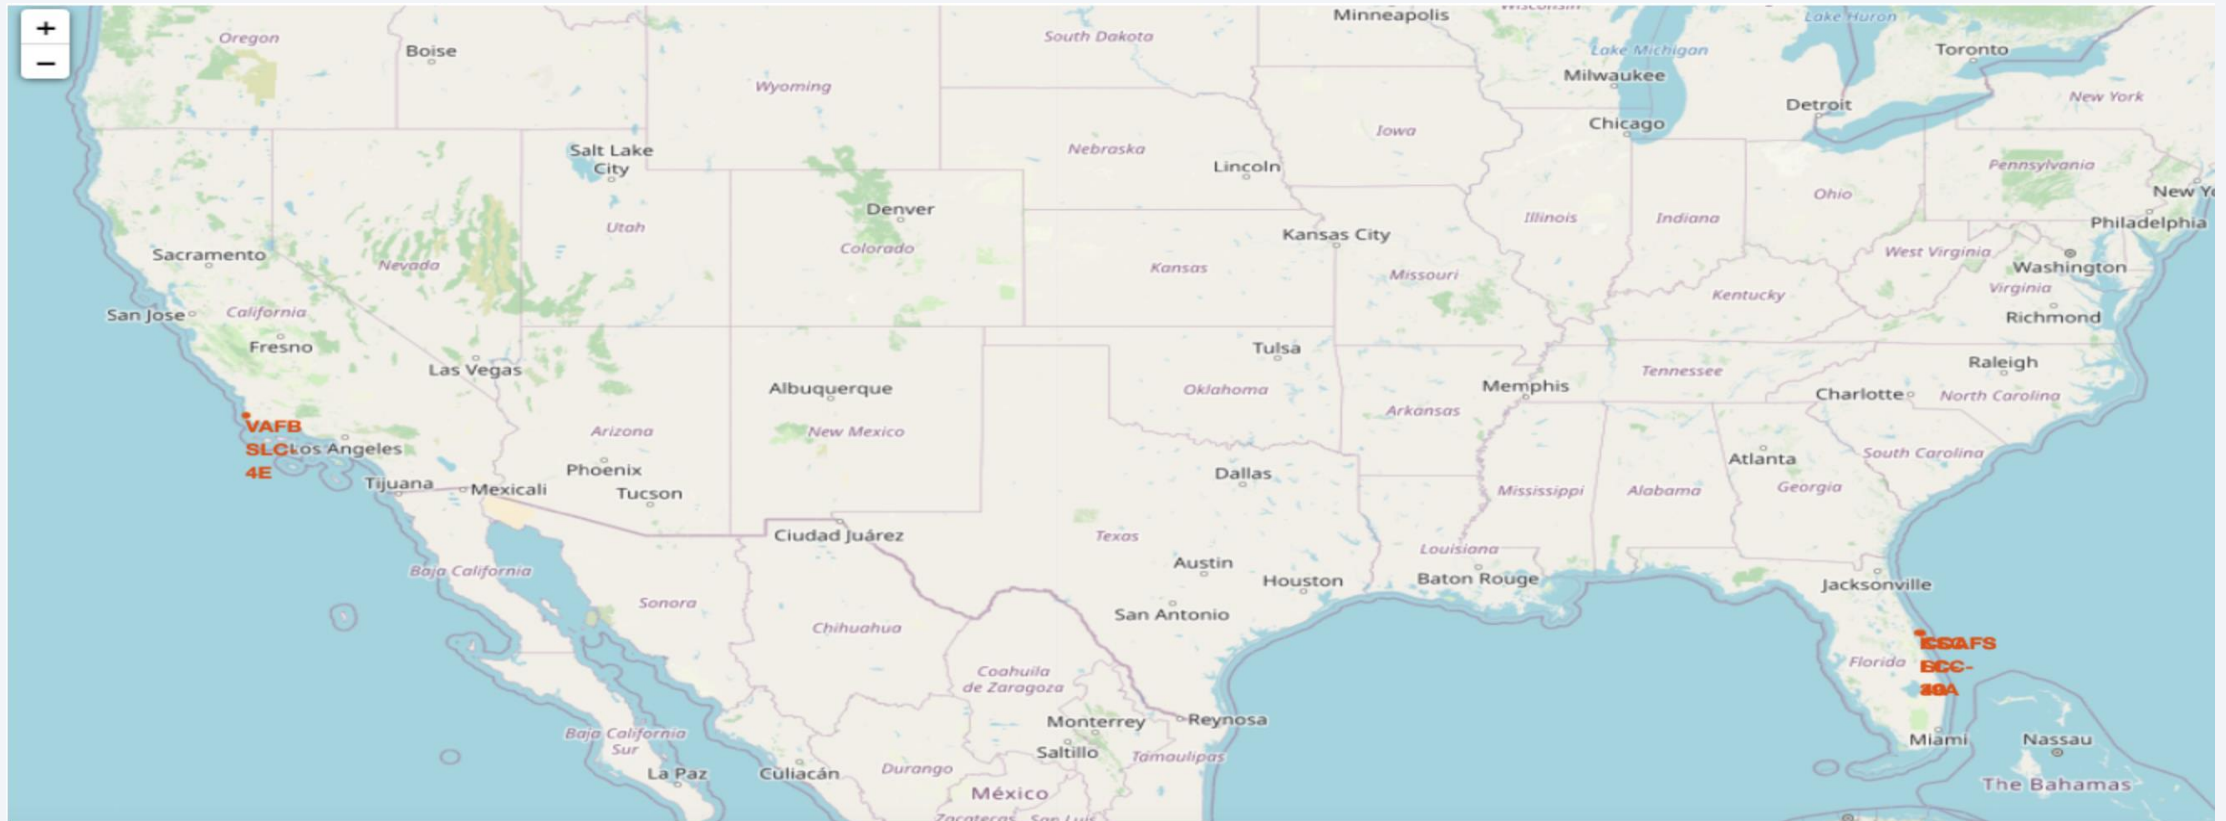 +
−
Minneapolis
Wisconsin
Lake Huron
Oregon
Boise
South Dakota
Lake Michigan
Toronto
Milwaukee
Wyoming
New York
Detroit
Chicago
Iowa
Salt Lake
City
Nebraska
Lincoln
Pennsylvania
Ohio
Denver
Illinois
Indiana
Philadelphia
Utah
Kansas City
Colorado
Sacramento
Nevada
West Virginia
Kansas
Missouri
Washington
Virginia
Kentucky
San Jose
California
Richmond
Fresno
Tulsa
Las Vegas
Raleigh
Tennessee
Albuquerque
Oklahoma
Memphis
Charlotte
North Carolina
Arkansas
VAFB
SLC-
4E
Los Angeles
Arizona
New Mexico
South Carolina
Atlanta
Phoenix
Dallas
Tijuana
Mexicali
Tucson
Mississippi
Alabama
Georgia
Ciudad Juárez
Texas
Louisiana
Austin
Baja California
Houston
Baton Rouge
Jacksonville
Sonora
San Antonio
Chihuahua
Florida
Coahuila
de Zaragoza
Monterrey
Reynosa
Baja California
Sur
Saltillo
Tamaulipas
Miami
Nassau
La Paz
Culiacán
Durango
The Bahamas
México
Zacatecas
San Luis